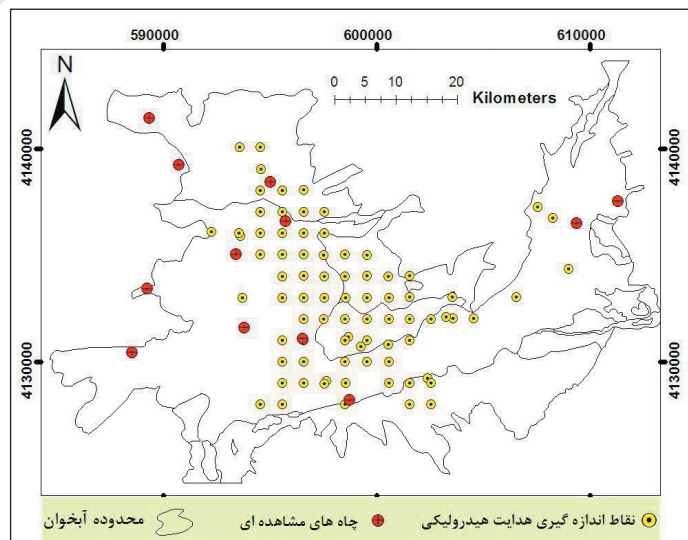 590000 600000 610000
N
0 5 10 20
Kilometers
4140000 4140000
4130000 4130000
590000 600000 610000
نقاط اندازه گیری هدایت هیدرولیکی چاه های مشاهده ای محدوده آبخوان